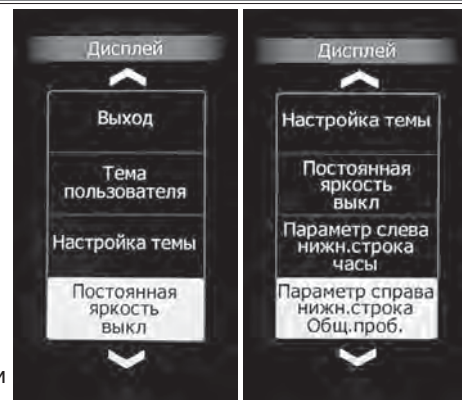 Дисплей
Выход
Тема
пользователя
Настройка темы
Постоянная
яркость
выкл
и
Дисплей
Настройка темы
Постоянная
яркость
выкл
Параметр слева
нижн.строка
часы
Параметр справа
нижн.строка
Общ.проб.